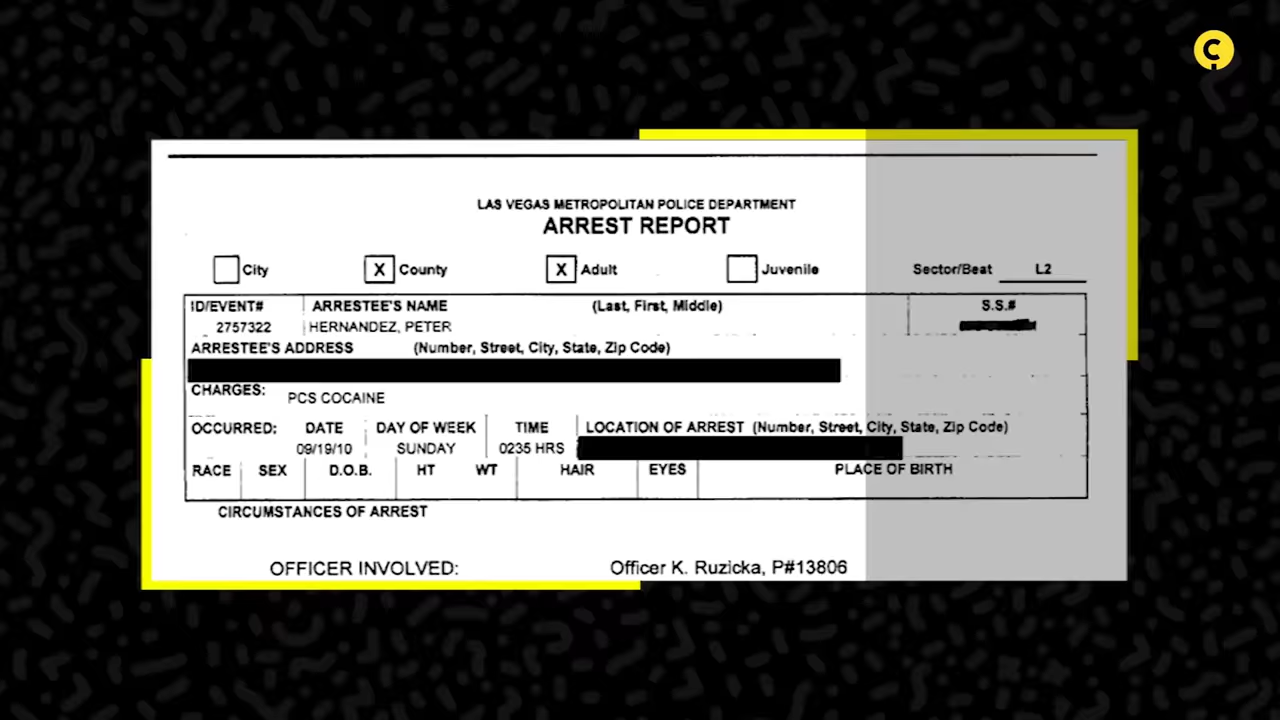 Ç
LAS VEGAS METROPOLITAN POLICE DEPARTMENT
ARREST REPORT
City X County X Adult Juvenile Sector/Beat L2
ID/EVENT# ARRESTEE'S NAME (Last, First, Middle) S.S.#
2757322 HERNANDEZ, PETER
ARRESTEE'S ADDRESS (Number, Street, City, State, Zip Code)
CHARGES: PCS COCAINE
OCCURRED: DATE DAY OF WEEK TIME LOCATION OF ARREST (Number, Street, City, State, Zip Code)
09/19/10 SUNDAY 0235 HRS
RACE SEX D.O.B. HT WT HAIR EYES PLACE OF BIRTH
CIRCUMSTANCES OF ARREST
OFFICER INVOLVED: Officer K. Ruzicka, P#13806